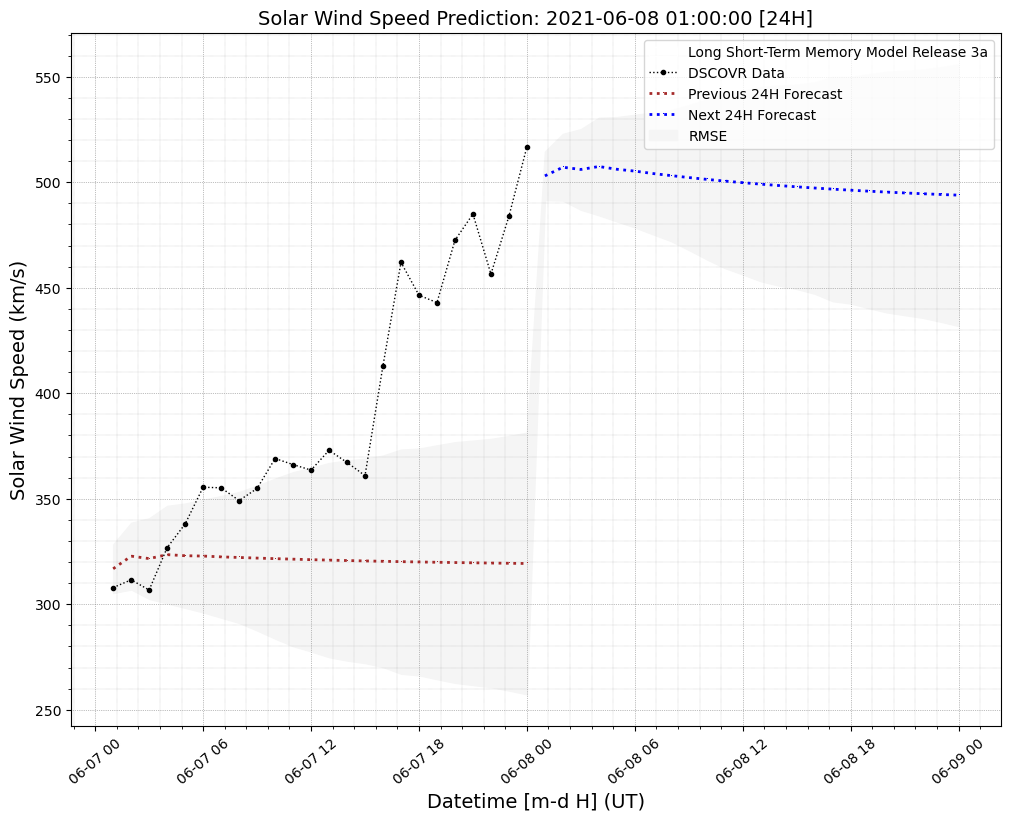 Solar Wind Speed Prediction: 2021-06-08 01:00:00 [24H]
Long Short-Term Memory Model Release 3a
DSCOVR Data
Previous 24H Forecast
Next 24H Forecast
RMSE
Solar Wind Speed (km/s)
550
500
450
400
350
300
250
06-07 00
06-07 06
06-07 12
06-07 18
06-08 00
06-08 06
06-08 12
06-08 18
06-09 00
Datetime [m-d H] (UT)